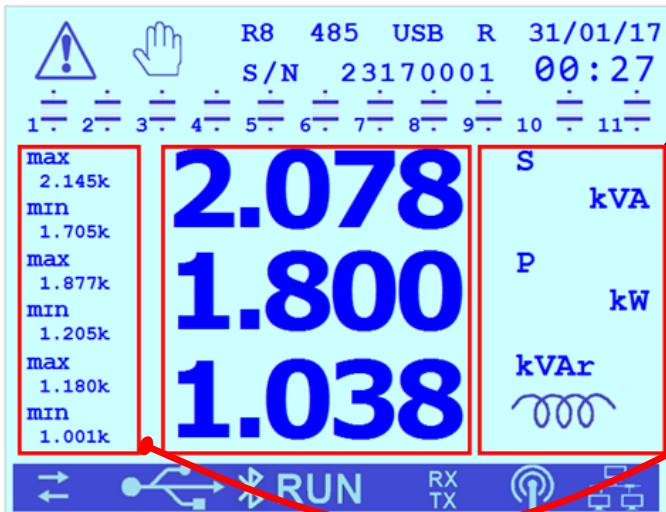 R8 485 USB R 31/01/17
S/N 23170001 00:27
1 2 3 4 5 6 7 8 9 10 11
max
2.145k
2.078
S
kVA
min
1.705k
max
1.877k
1.800
P
kW
min
1.205k
max
1.180k
1.038
kVAr
min
1.001k
RUN RX
TX